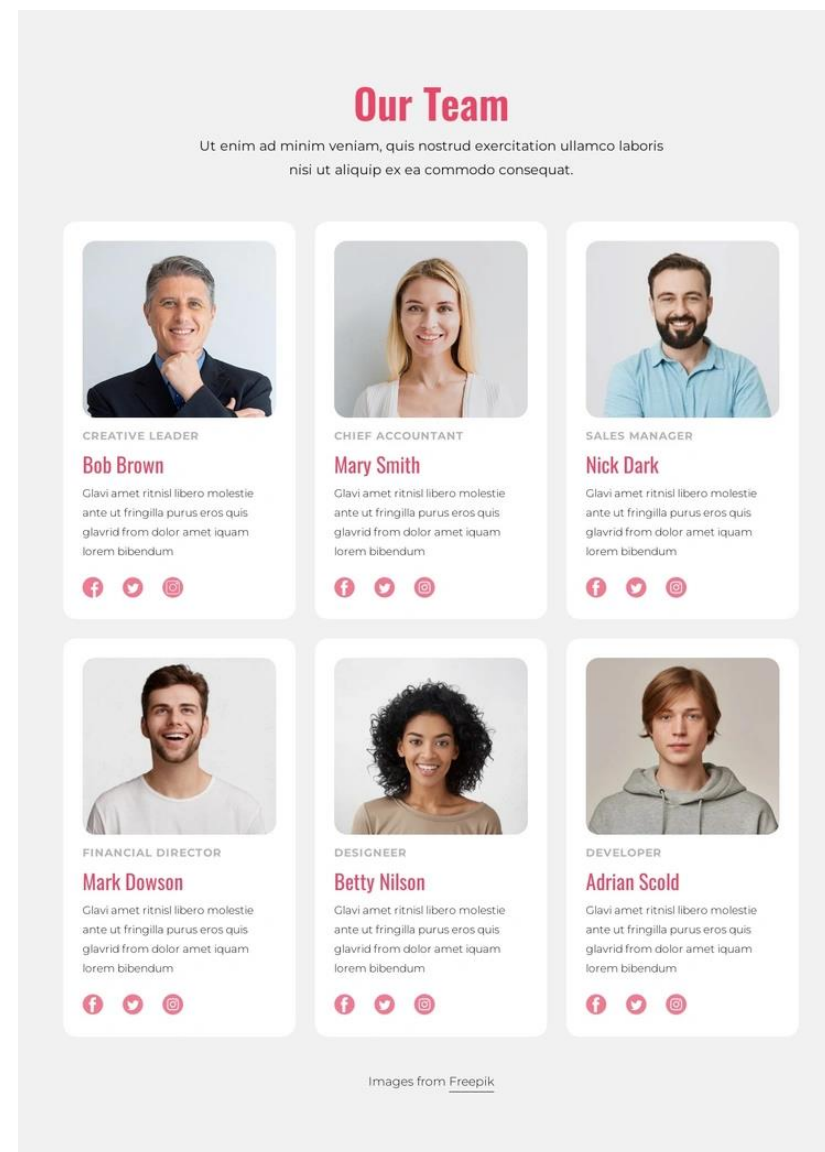 Our Team
Ut enim ad minim veniam, quis nostrud exercitation ullamco laboris
nisi ut aliquip ex ea commodo consequat.
CREATIVE LEADER
Bob Brown
Glavi amet ritnisl libero molestie
ante ut fringilla purus eros quis
glavrid from dolor amet iquam
lorem bibendum
CHIEF ACCOUNTANT
Mary Smith
Glavi amet ritnisl libero molestie
ante ut fringilla purus eros quis
glavrid from dolor amet iquam
lorem bibendum
SALES MANAGER
Nick Dark
Glavi amet ritnisl libero molestie
ante ut fringilla purus eros quis
glavrid from dolor amet iquam
lorem bibendum
FINANCIAL DIRECTOR
Mark Dowson
Glavi amet ritnisl libero molestie
ante ut fringilla purus eros quis
glavrid from dolor amet iquam
lorem bibendum
DESIGNEER
Betty Nilson
Glavi amet ritnisl libero molestie
ante ut fringilla purus eros quis
glavrid from dolor amet iquam
lorem bibendum
DEVELOPER
Adrian Scold
Glavi amet ritnisl libero molestie
ante ut fringilla purus eros quis
glavrid from dolor amet iquam
lorem bibendum
Images from Freepik